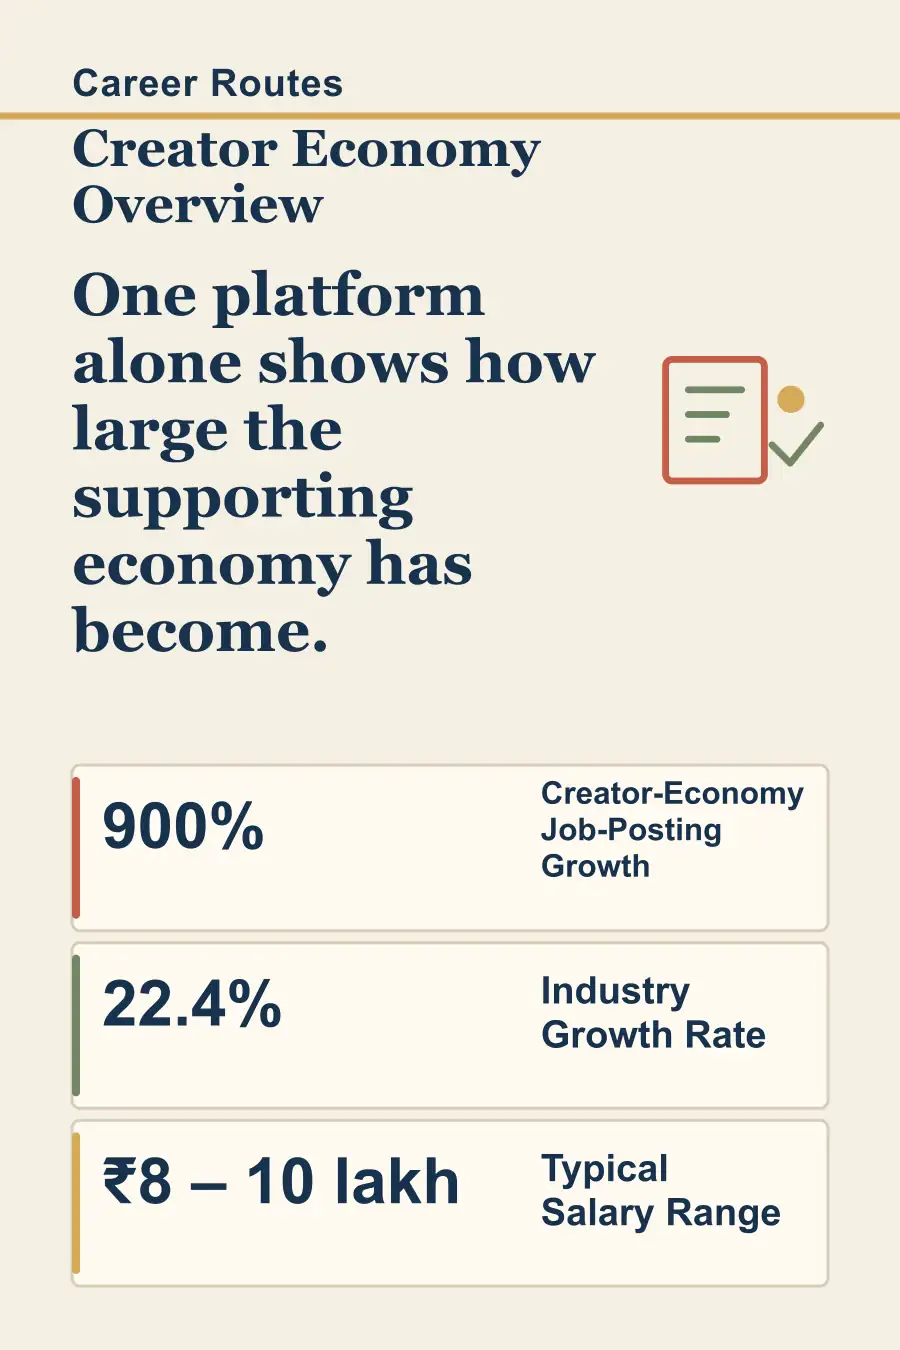 Career Routes
Creator Economy
Overview
One platform
alone shows how
large the
supporting
economy has
become.
900%
Creator-Economy
Job-Posting
Growth
22.4%
Industry
Growth Rate
₹8 – 10 lakh
Typical
Salary Range